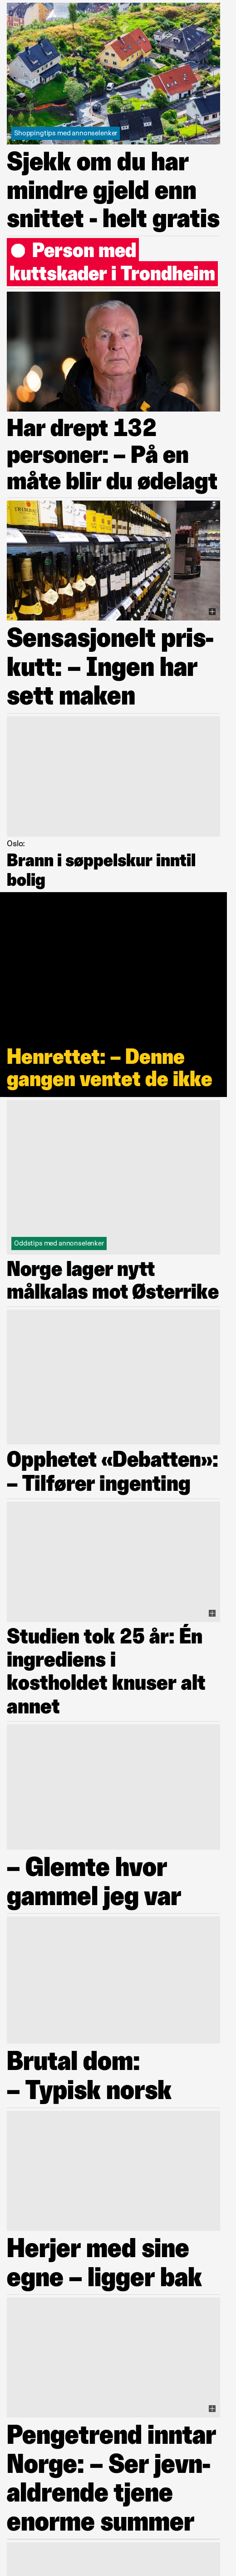 Shoppingtips med annonselenker
Sjekk om du har
mindre gjeld enn
snittet - helt gratis
Person med
kuttskader i Trondheim
Har drept 132
personer: – På en
måte blir du ødelagt
Sensasjonelt pris-
kutt: – Ingen har
sett maken
Oslo:
Brann i søppelskur inntil
bolig
Henrettet: – Denne
gangen ventet de ikke
Oddstips med annonselenker
Norge lager nytt
målkalas mot Østerrike
Opphetet «Debatten»:
– Tilfører ingenting
Studien tok 25 år: Én
ingrediens i
kostholdet knuser alt
annet
– Glemte hvor
gammel jeg var
Brutal dom:
– Typisk norsk
Herjer med sine
egne – ligger bak
Pengetrend inntar
Norge: – Ser jevn-
aldrende tjene
enorme summer